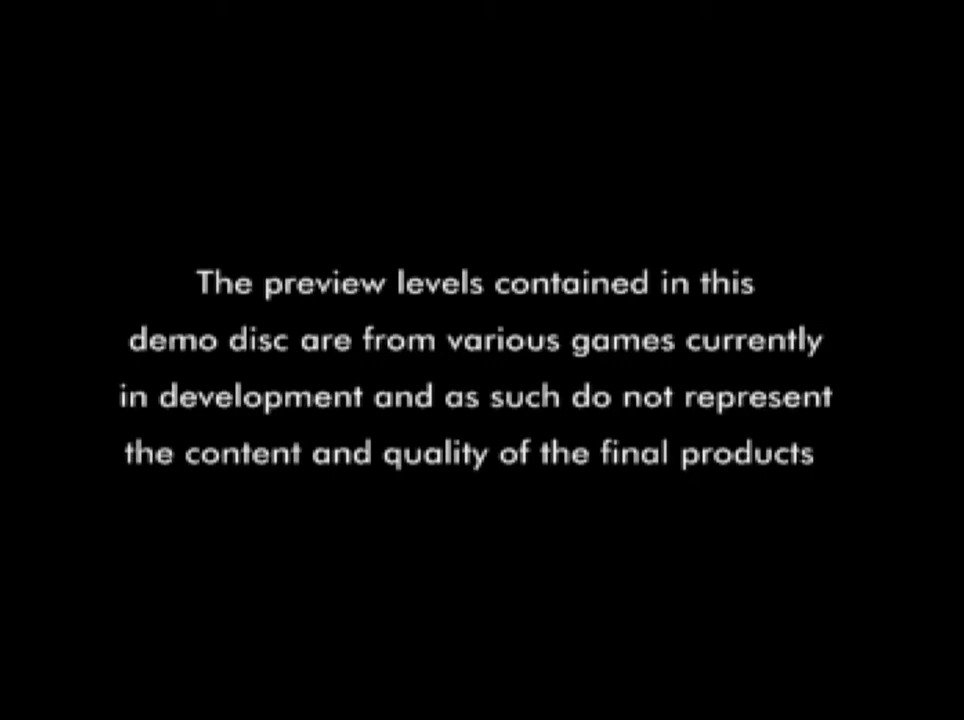 The preview levels contained in this
demo disc are from various games currently
in development and as such do not represent
the content and quality of the final products